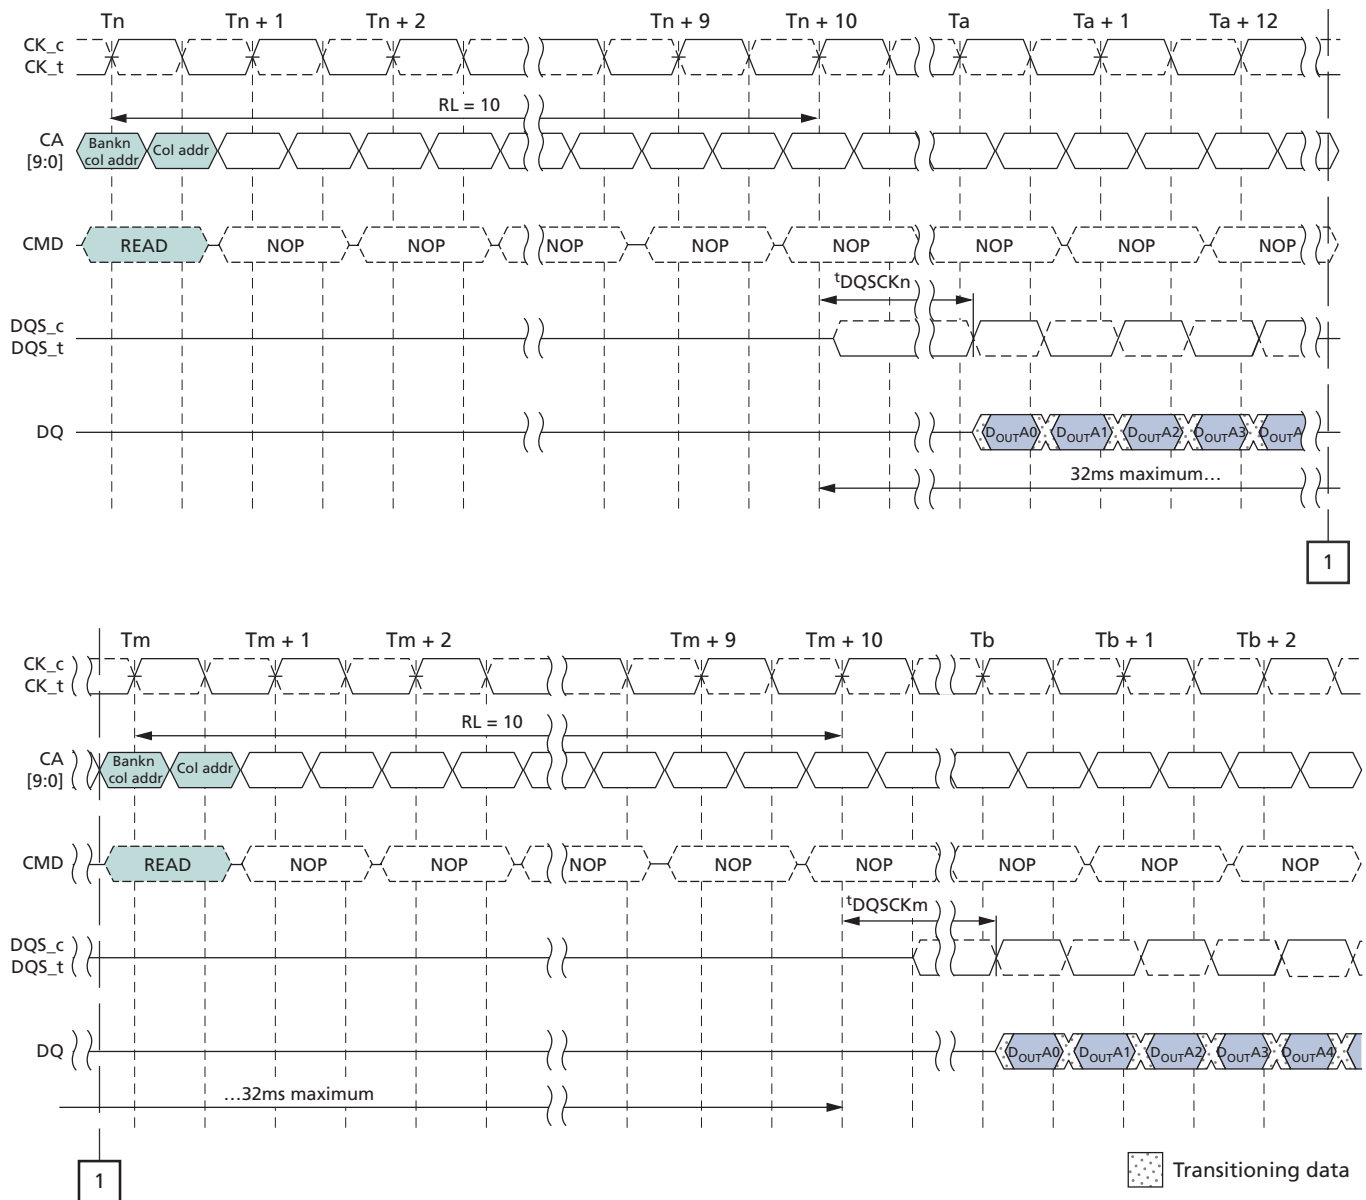 Tn Tn + 1 Tn + 2 Tn + 9 Tn + 10 Ta Ta + 1 Ta + 12
CK_c
CK_t
RL = 10
CA
[9:0]
Bankn
col addr
Col addr
CMD READ NOP NOP NOP NOP NOP NOP NOP NOP
tDQSCKn
DQS_c
DQS_t
DQ DOUTA0 DOUTA1 DOUTA2 DOUTA3 DOUTA
32ms maximum…
1
Tm Tm + 1 Tm + 2 Tm + 9 Tm + 10 Tb Tb + 1 Tb + 2
CK_c
CK_t
RL = 10
CA
[9:0]
Bankn
col addr
Col addr
CMD READ NOP NOP NOP NOP NOP NOP NOP NOP
tDQSCKm
DQS_c
DQS_t
DQ DOUTA0 DOUTA1 DOUTA2 DOUTA3 DOUTA4
…32ms maximum
1
Transitioning data